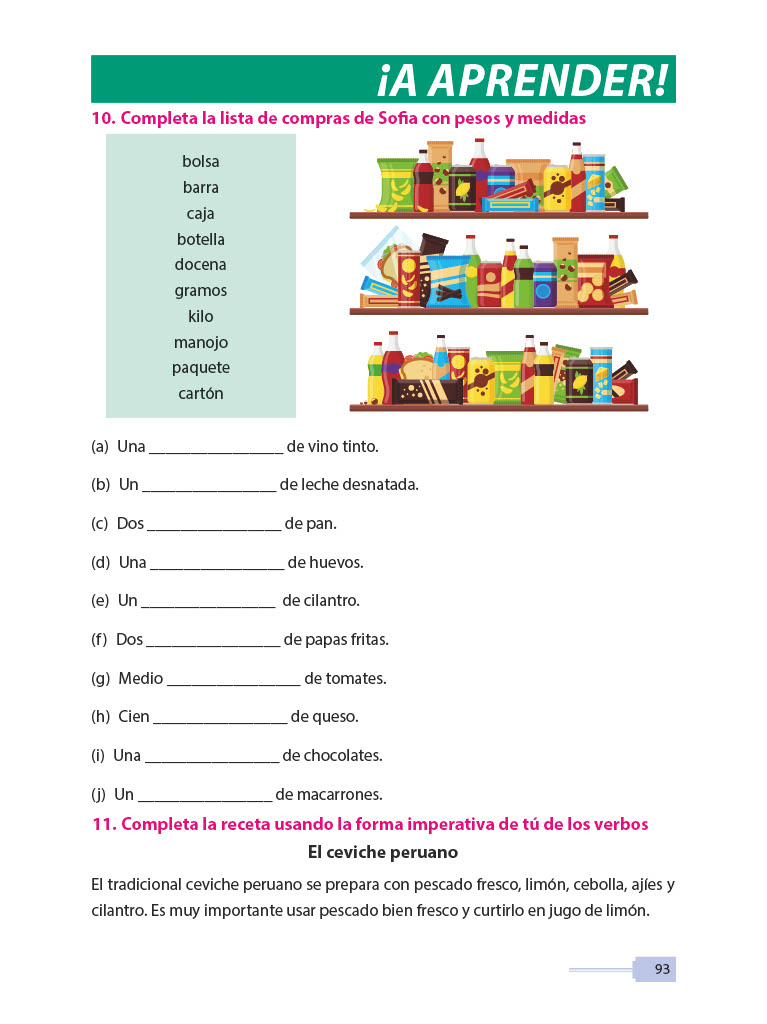 ¡A APRENDER!
10. Completa la lista de compras de Sofia con pesos y medidas
bolsa
barra
caja
botella
docena
gramos
kilo
manojo
paquete
cartón
(a) Una ________________ de vino tinto.
(b) Un ________________ de leche desnatada.
(c) Dos ________________ de pan.
(d) Una ________________ de huevos.
(e) Un ________________ de cilantro.
(f) Dos ________________ de papas fritas.
(g) Medio ________________ de tomates.
(h) Cien ________________ de queso.
(i) Una ________________ de chocolates.
(j) Un ________________ de macarrones.
11. Completa la receta usando la forma imperativa de tú de los verbos
El ceviche peruano
El tradicional ceviche peruano se prepara con pescado fresco, limón, cebolla, ajíes y
cilantro. Es muy importante usar pescado bien fresco y curtirlo en jugo de limón.
93